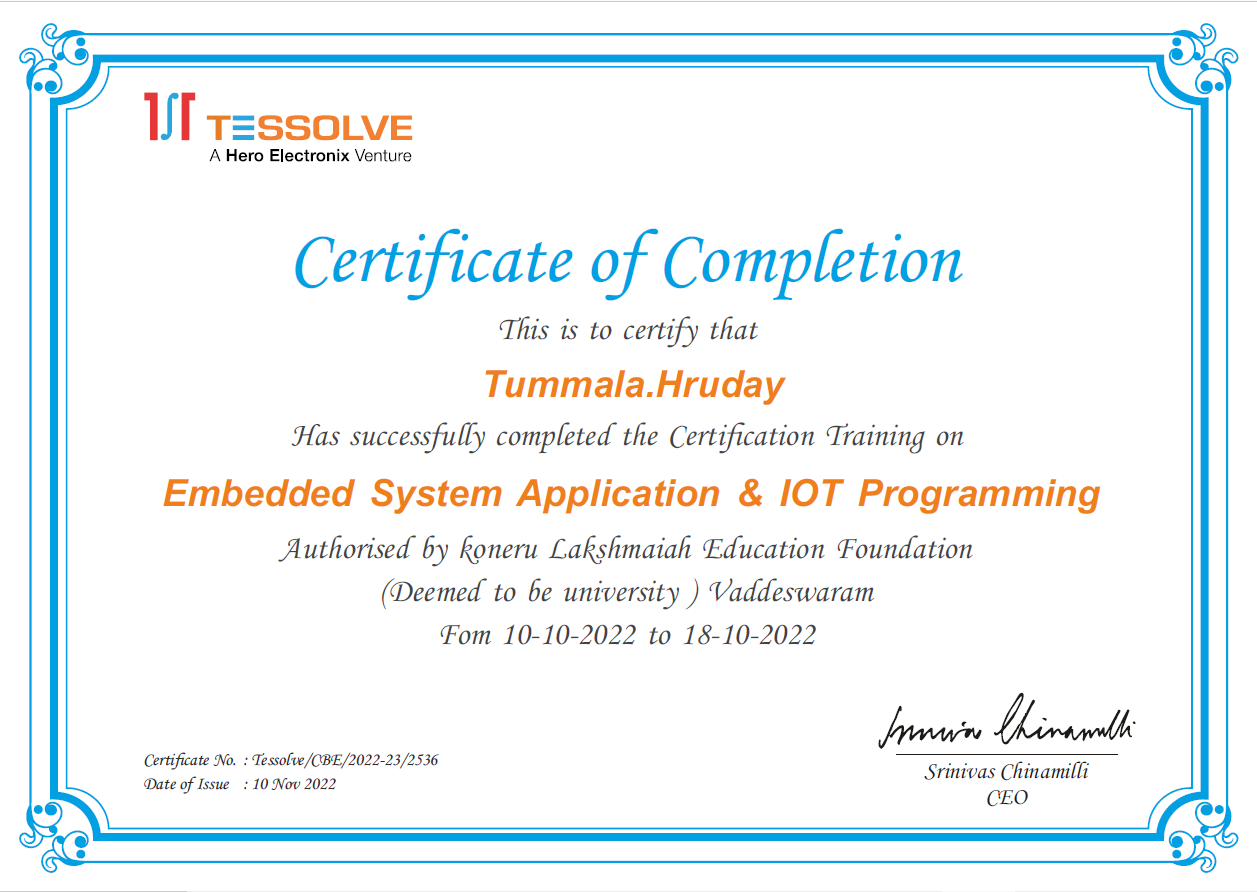 TESSOLVE
A Hero Electronix Venture
Certificate of Completion
This is to certify that
Tummala.Hruday
Has successfully completed the Certification Training on
Embedded System Application & IOT Programming
Authorised by koneru Lakshmaiah Education Foundation
(Deemed to be university ) Vaddeswaram
Fom 10-10-2022 to 18-10-2022
Srinivas Chinamilli
Certificate No. : Tessolve/CBE/2022-23/2536
Date of Issue : 10 Nov 2022
Srinivas Chinamilli
CEO